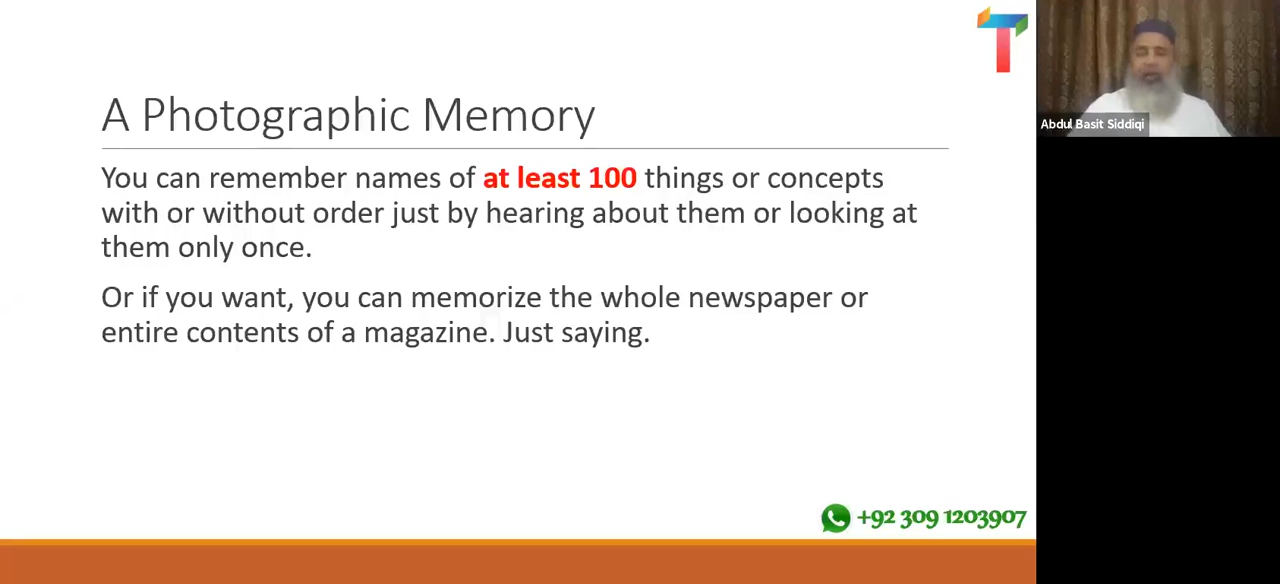 A Photographic Memory
You can remember names of at least 100 things or concepts
with or without order just by hearing about them or looking at
them only once.
Or if you want, you can memorize the whole newspaper or
entire contents of a magazine. Just saying.
+92 309 1203907
T
Abdul Basit Siddiqi